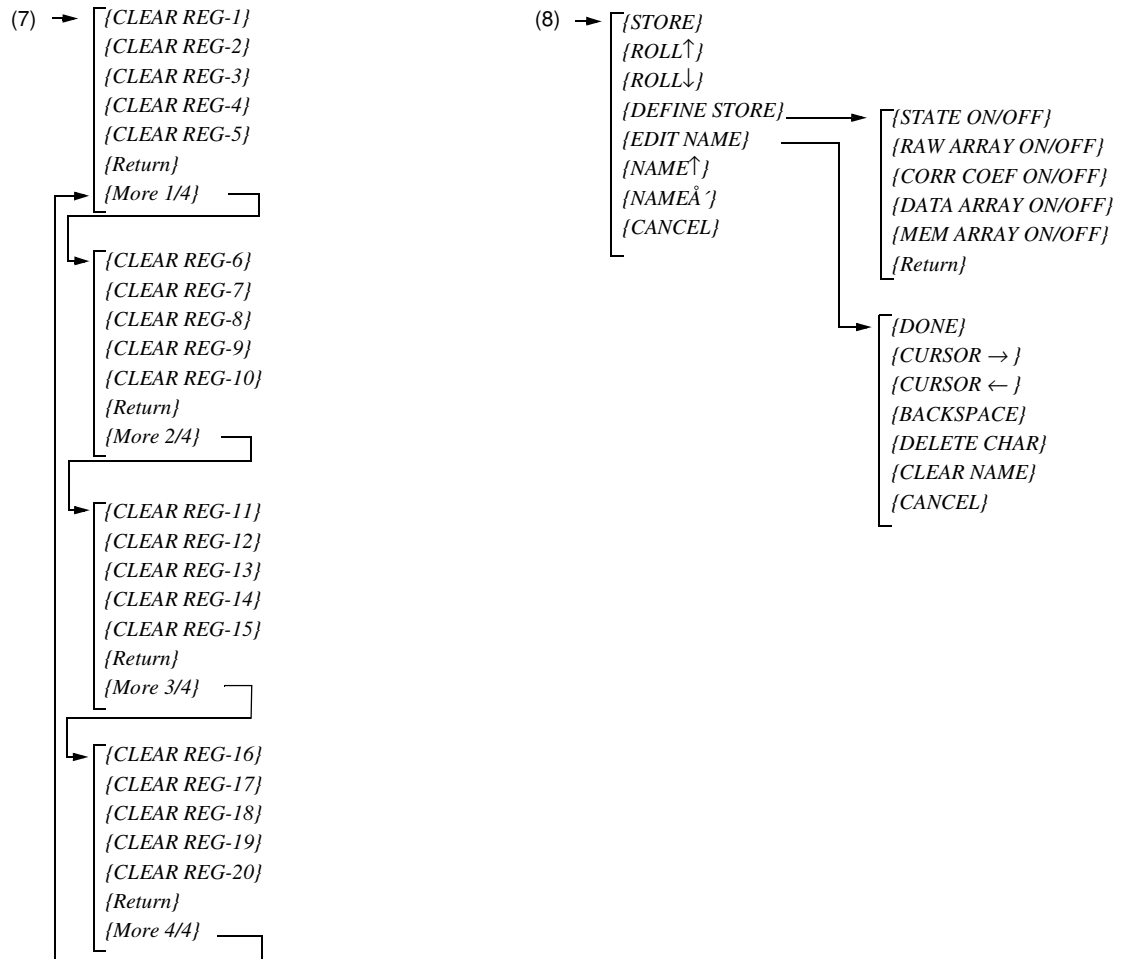 (7)
{CLEAR REG-1}
{CLEAR REG-2}
{CLEAR REG-3}
{CLEAR REG-4}
{CLEAR REG-5}
{Return}
{More 1/4}
{CLEAR REG-6}
{CLEAR REG-7}
{CLEAR REG-8}
{CLEAR REG-9}
{CLEAR REG-10}
{Return}
{More 2/4}
{CLEAR REG-11}
{CLEAR REG-12}
{CLEAR REG-13}
{CLEAR REG-14}
{CLEAR REG-15}
{Return}
{More 3/4}
{CLEAR REG-16}
{CLEAR REG-17}
{CLEAR REG-18}
{CLEAR REG-19}
{CLEAR REG-20}
{Return}
{More 4/4}
(8)
{STORE}
{ROLL↑}
{ROLL↓}
{DEFINE STORE}
{EDIT NAME}
{NAME↑}
{NAMEÅ´}
{CANCEL}
{STATE ON/OFF}
{RAW ARRAY ON/OFF}
{CORR COEF ON/OFF}
{DATA ARRAY ON/OFF}
{MEM ARRAY ON/OFF}
{Return}
{DONE}
{CURSOR → }
{CURSOR ← }
{BACKSPACE}
{DELETE CHAR}
{CLEAR NAME}
{CANCEL}